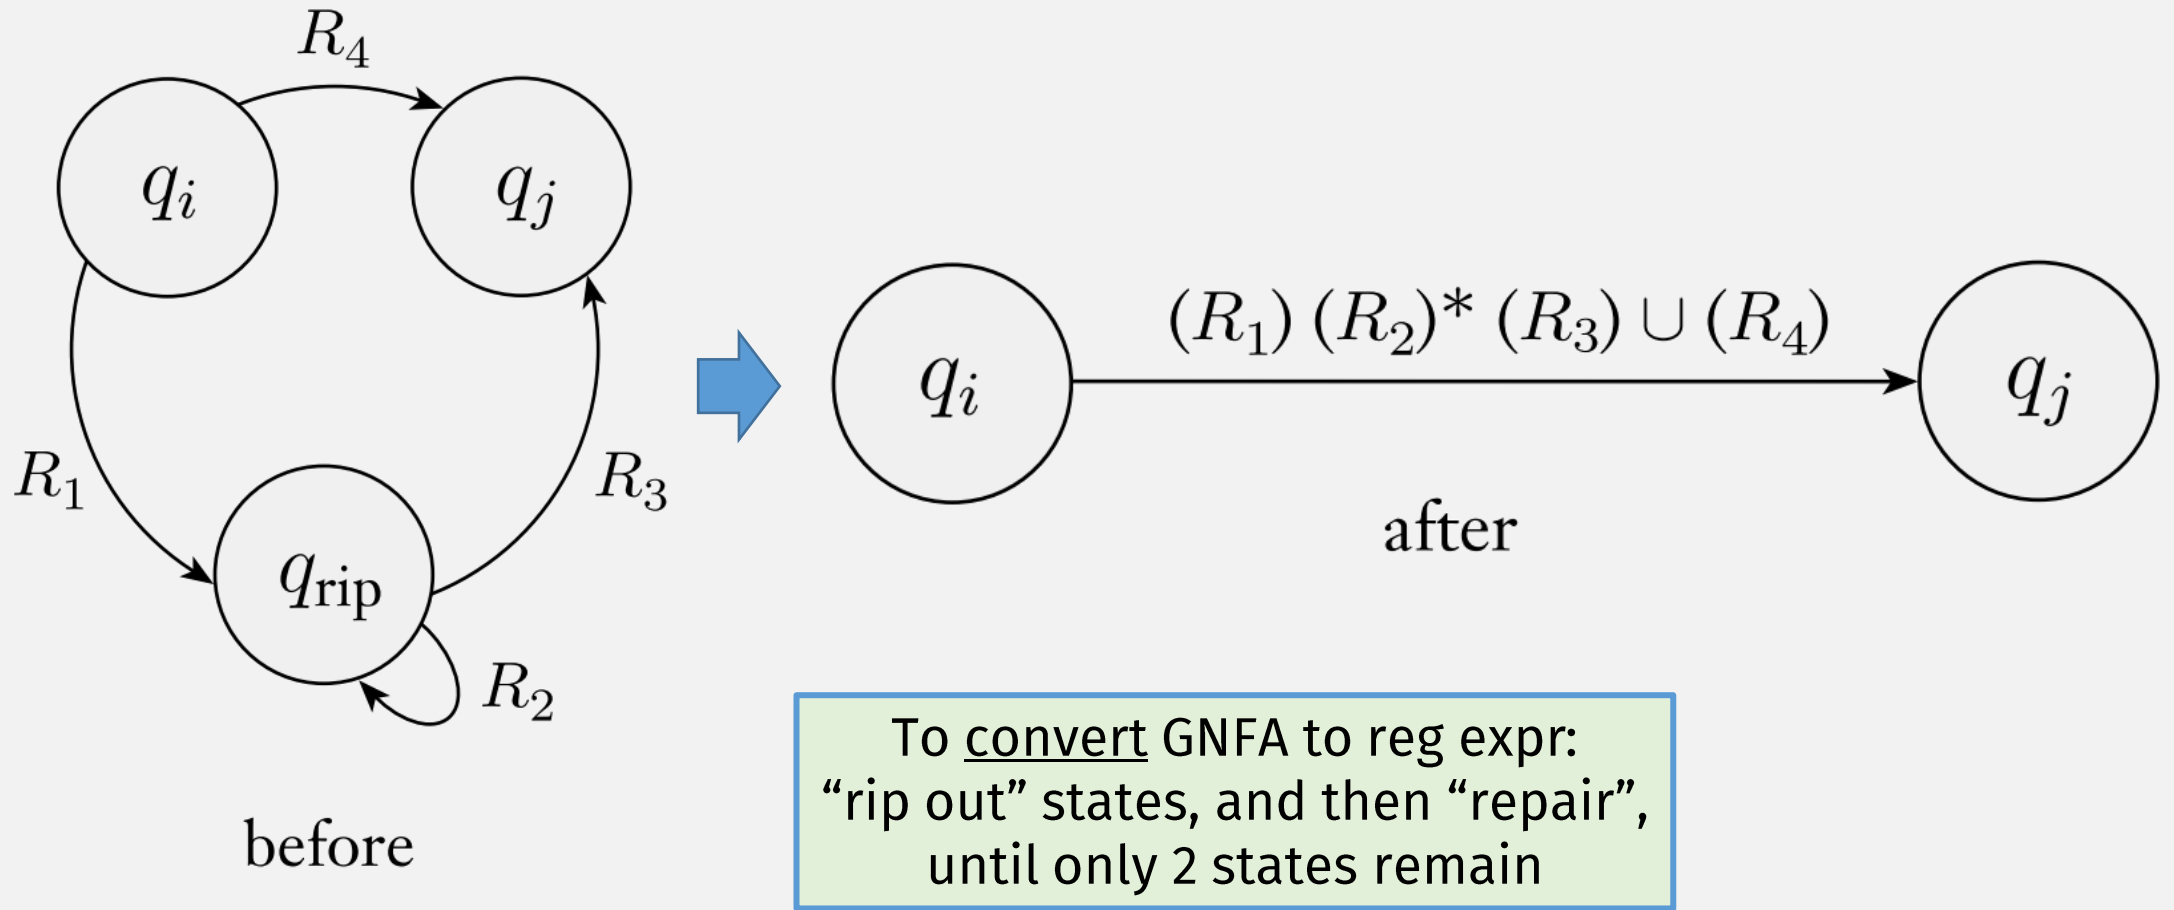 R₄
qᵢ
qⱼ
R₁
R₃
q_rip
R₂
before
qᵢ
(R₁) (R₂)* (R₃) ∪ (R₄)
qⱼ
after
To convert GNFA to reg expr:
“rip out” states, and then “repair”,
until only 2 states remain